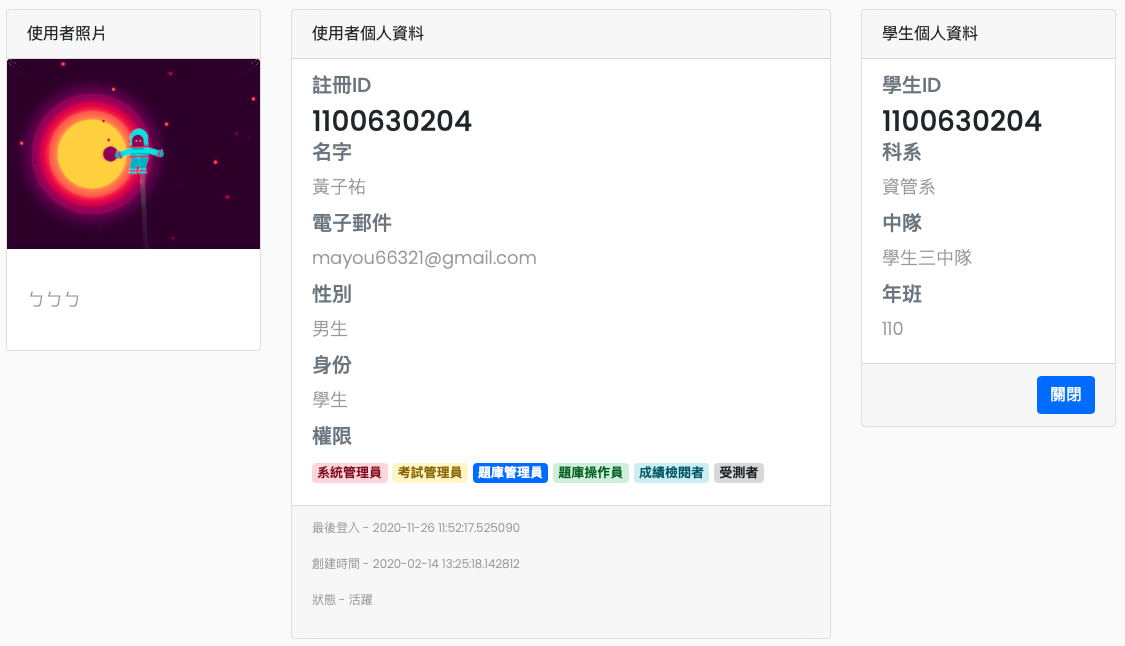 使用者照片
ㄅㄅㄅ
使用者個人資料
註冊ID
1100630204
名字
黃子祐
電子郵件
mayou66321@gmail.com
性別
男生
身份
學生
權限
系統管理員 考試管理員 題庫管理員 題庫操作員 成績檢閱者 受測者
最後登入 - 2020-11-26 11:52:17.525090
創建時間 - 2020-02-14 13:25:18.142812
狀態 - 活躍
學生個人資料
學生ID
1100630204
科系
資管系
中隊
學生三中隊
年班
110
關閉